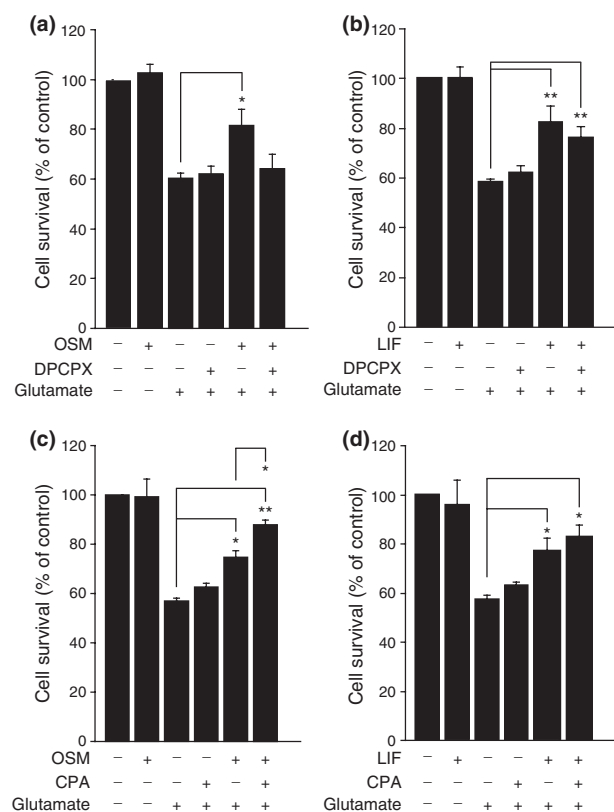 (a)
120
100
80
60
40
20
0
Cell survival (% of control)
*
OSM – + – – + +
DPCPX – – – + – +
Glutamate – – + + + +
(b)
120
100
80
60
40
20
0
Cell survival (% of control)
**
**
LIF – + – – + +
DPCPX – – – + – +
Glutamate – – + + + +
(c)
120
100
80
60
40
20
0
Cell survival (% of control)
*
**
*
OSM – + – – + +
CPA – – – + – +
Glutamate – – + + + +
(d)
120
100
80
60
40
20
0
Cell survival (% of control)
*
*
LIF – + – – + +
CPA – – – + – +
Glutamate – – + + + +